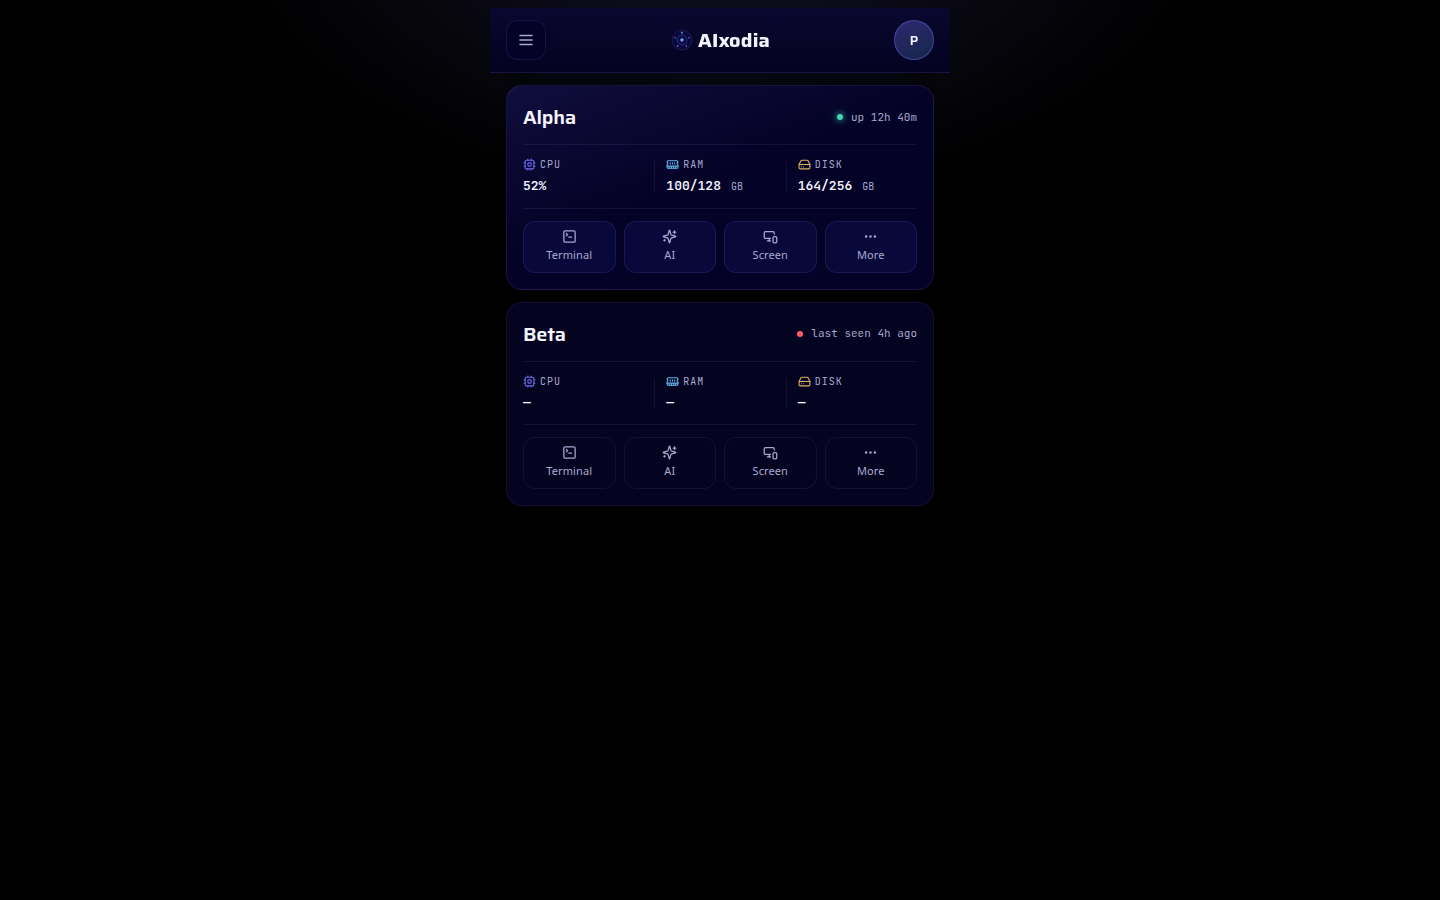 AIxodia
P
Alpha
up 12h 40m
CPU
RAM
DISK
52%
100/128 GB
164/256 GB
Terminal
AI
Screen
More
Beta
last seen 4h ago
CPU
RAM
DISK
—
—
—
Terminal
AI
Screen
More